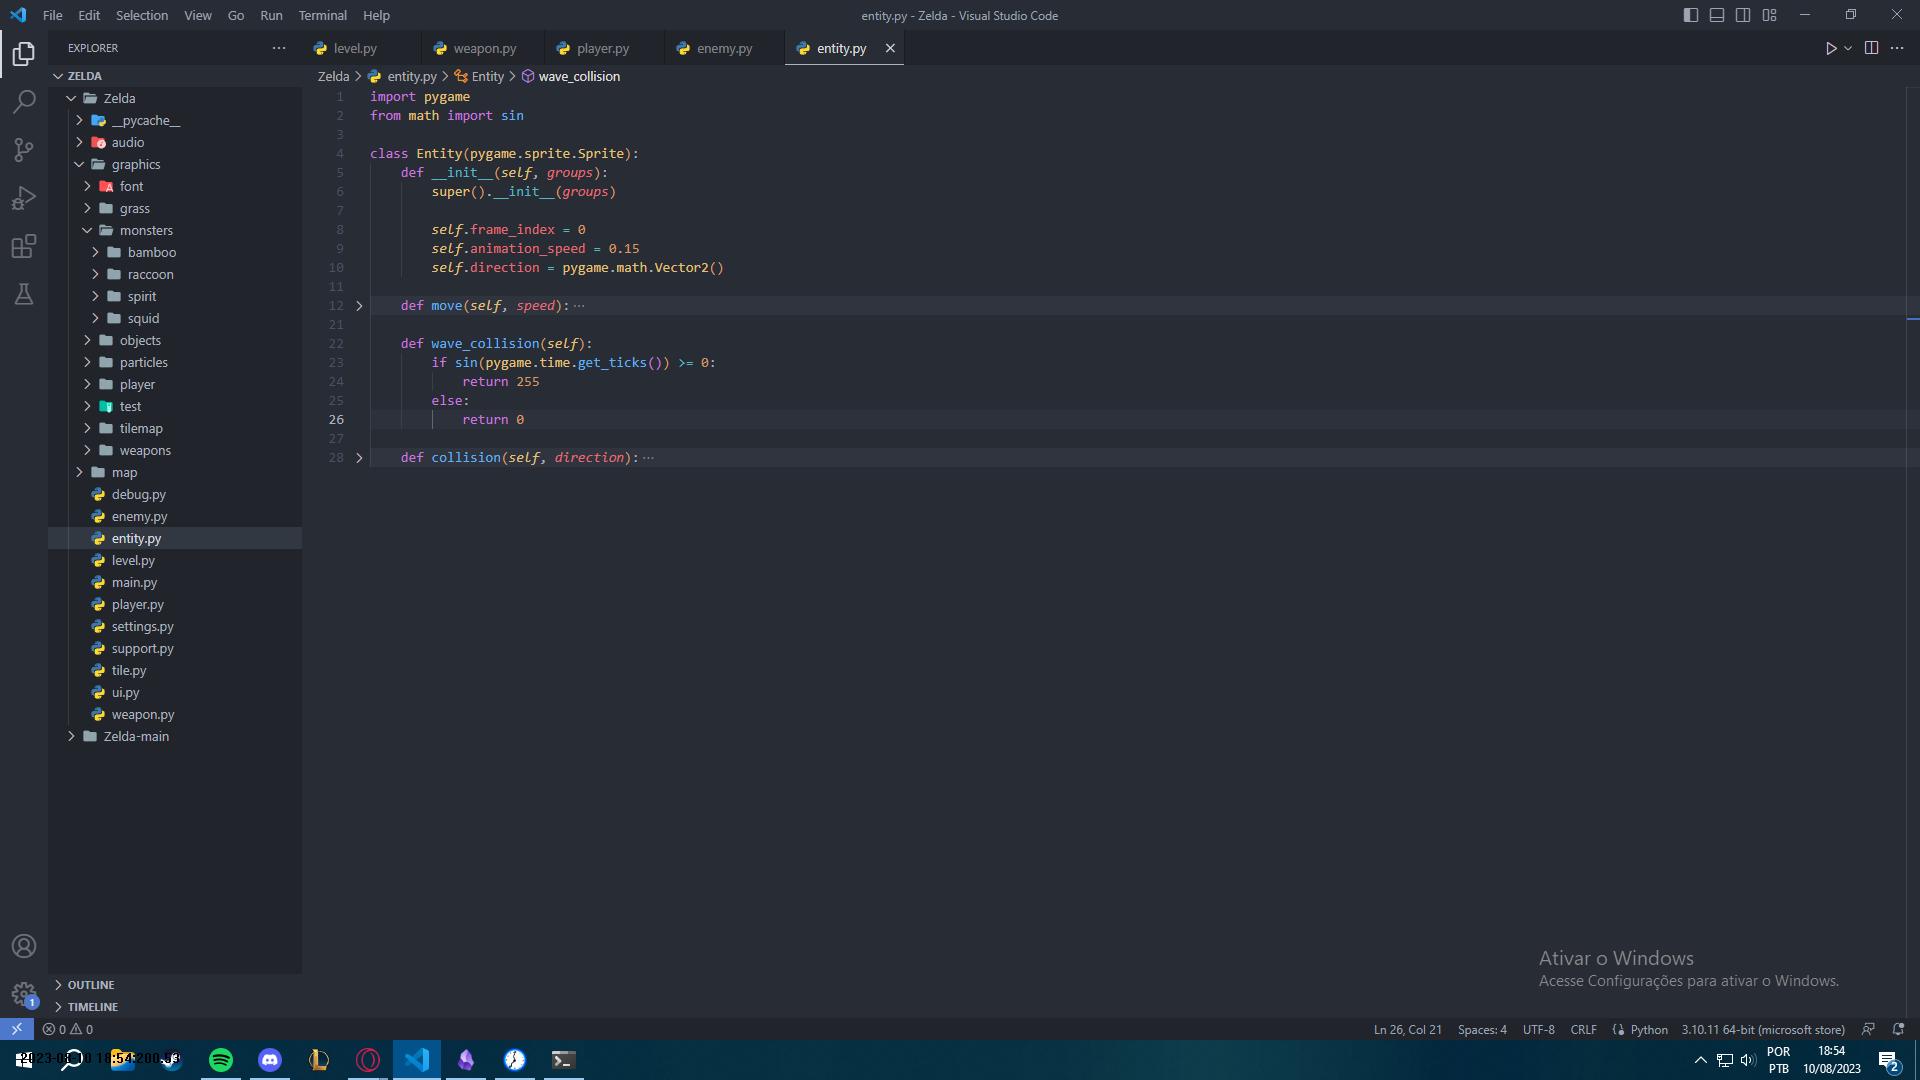 File Edit Selection View Go Run Terminal Help
entity.py - Zelda - Visual Studio Code
EXPLORER
level.py
weapon.py
player.py
enemy.py
entity.py
ZELDA
Zelda
__pycache__
audio
graphics
font
grass
monsters
bamboo
raccoon
spirit
squid
objects
particles
player
test
tilemap
weapons
map
debug.py
enemy.py
entity.py
level.py
main.py
player.py
settings.py
support.py
tile.py
ui.py
weapon.py
Zelda-main
OUTLINE
TIMELINE
Zelda > entity.py > Entity > wave_collision
1 import pygame
2 from math import sin
3
4 class Entity(pygame.sprite.Sprite):
5 def __init__(self, groups):
6 super().__init__(groups)
7
8 self.frame_index = 0
9 self.animation_speed = 0.15
10 self.direction = pygame.math.Vector2()
11
12 def move(self, speed):···
21
22 def wave_collision(self):
23 if sin(pygame.time.get_ticks()) >= 0:
24 return 255
25 else:
26 return 0
27
28 def collision(self, direction):···
Ativar o Windows
Acesse Configurações para ativar o Windows.
1
0 0
Ln 26, Col 21 Spaces: 4 UTF-8 CRLF Python 3.10.11 64-bit (microsoft store)
POR
PTB
18:54
10/08/2023
2